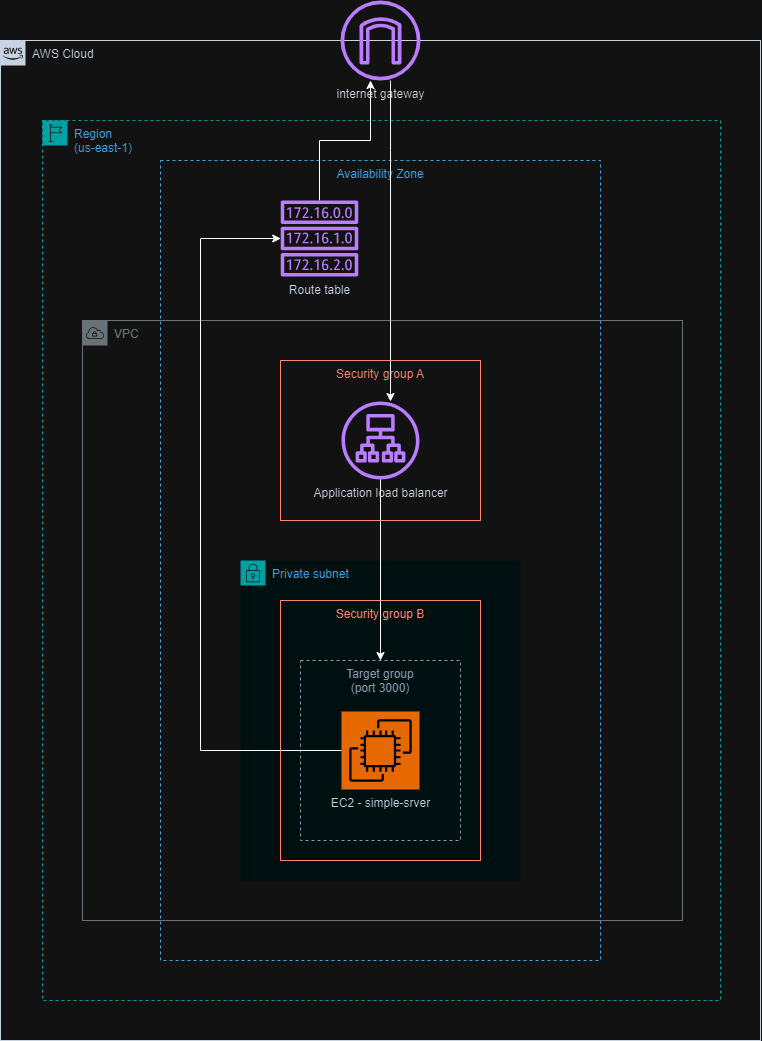 aws
AWS Cloud
internet gateway
Region
(us-east-1)
Availability Zone
172.16.0.0
172.16.1.0
172.16.2.0
Route table
VPC
Security group A
Application load balancer
Private subnet
Security group B
Target group
(port 3000)
EC2 - simple-srver